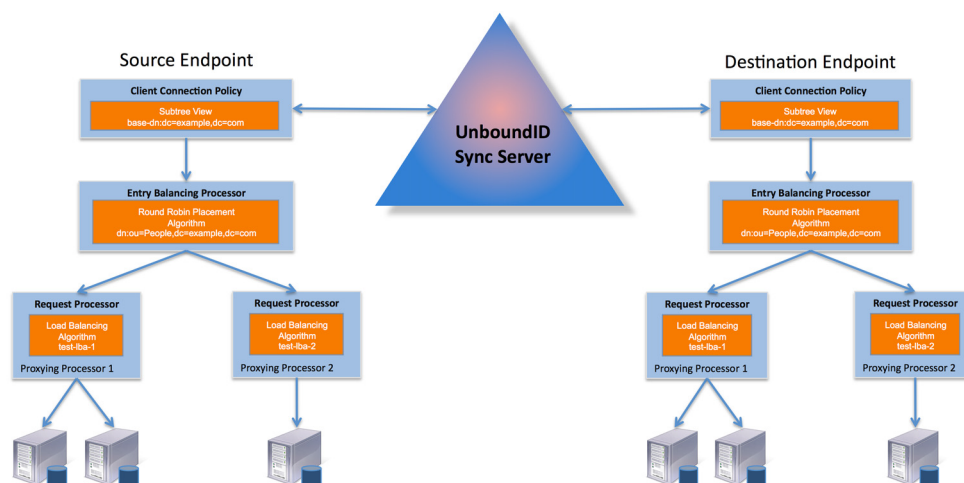 Source Endpoint
Client Connection Policy
Subtree View
base-dn:dc=example,dc=com
Entry Balancing Processor
Round Robin Placement
Algorithm
dn:ou=People,dc=example,dc=com
Request Processor
Load Balancing
Algorithm
test-lba-1
Proxying Processor 1
Request Processor
Load Balancing
Algorithm
test-lba-2
Proxying Processor 2
UnboundID
Sync Server
Destination Endpoint
Client Connection Policy
Subtree View
base-dn:dc=example,dc=com
Entry Balancing Processor
Round Robin Placement
Algorithm
dn:ou=People,dc=example,dc=com
Request Processor
Load Balancing
Algorithm
test-lba-1
Proxying Processor 1
Request Processor
Load Balancing
Algorithm
test-lba-2
Proxying Processor 2